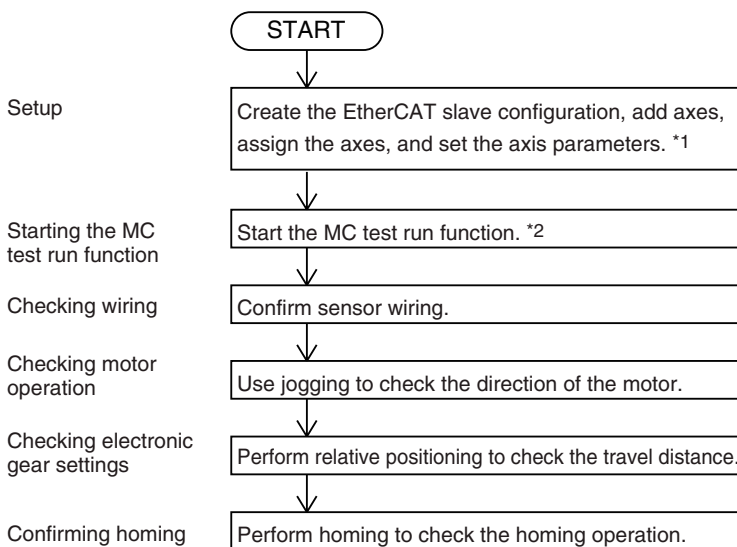 START
Setup
Create the EtherCAT slave configuration, add axes,
assign the axes, and set the axis parameters. *1
Starting the MC
test run function
Start the MC test run function. *2
Checking wiring
Confirm sensor wiring.
Checking motor
operation
Use jogging to check the direction of the motor.
Checking electronic
gear settings
Perform relative positioning to check the travel distance.
Confirming homing
Perform homing to check the homing operation.